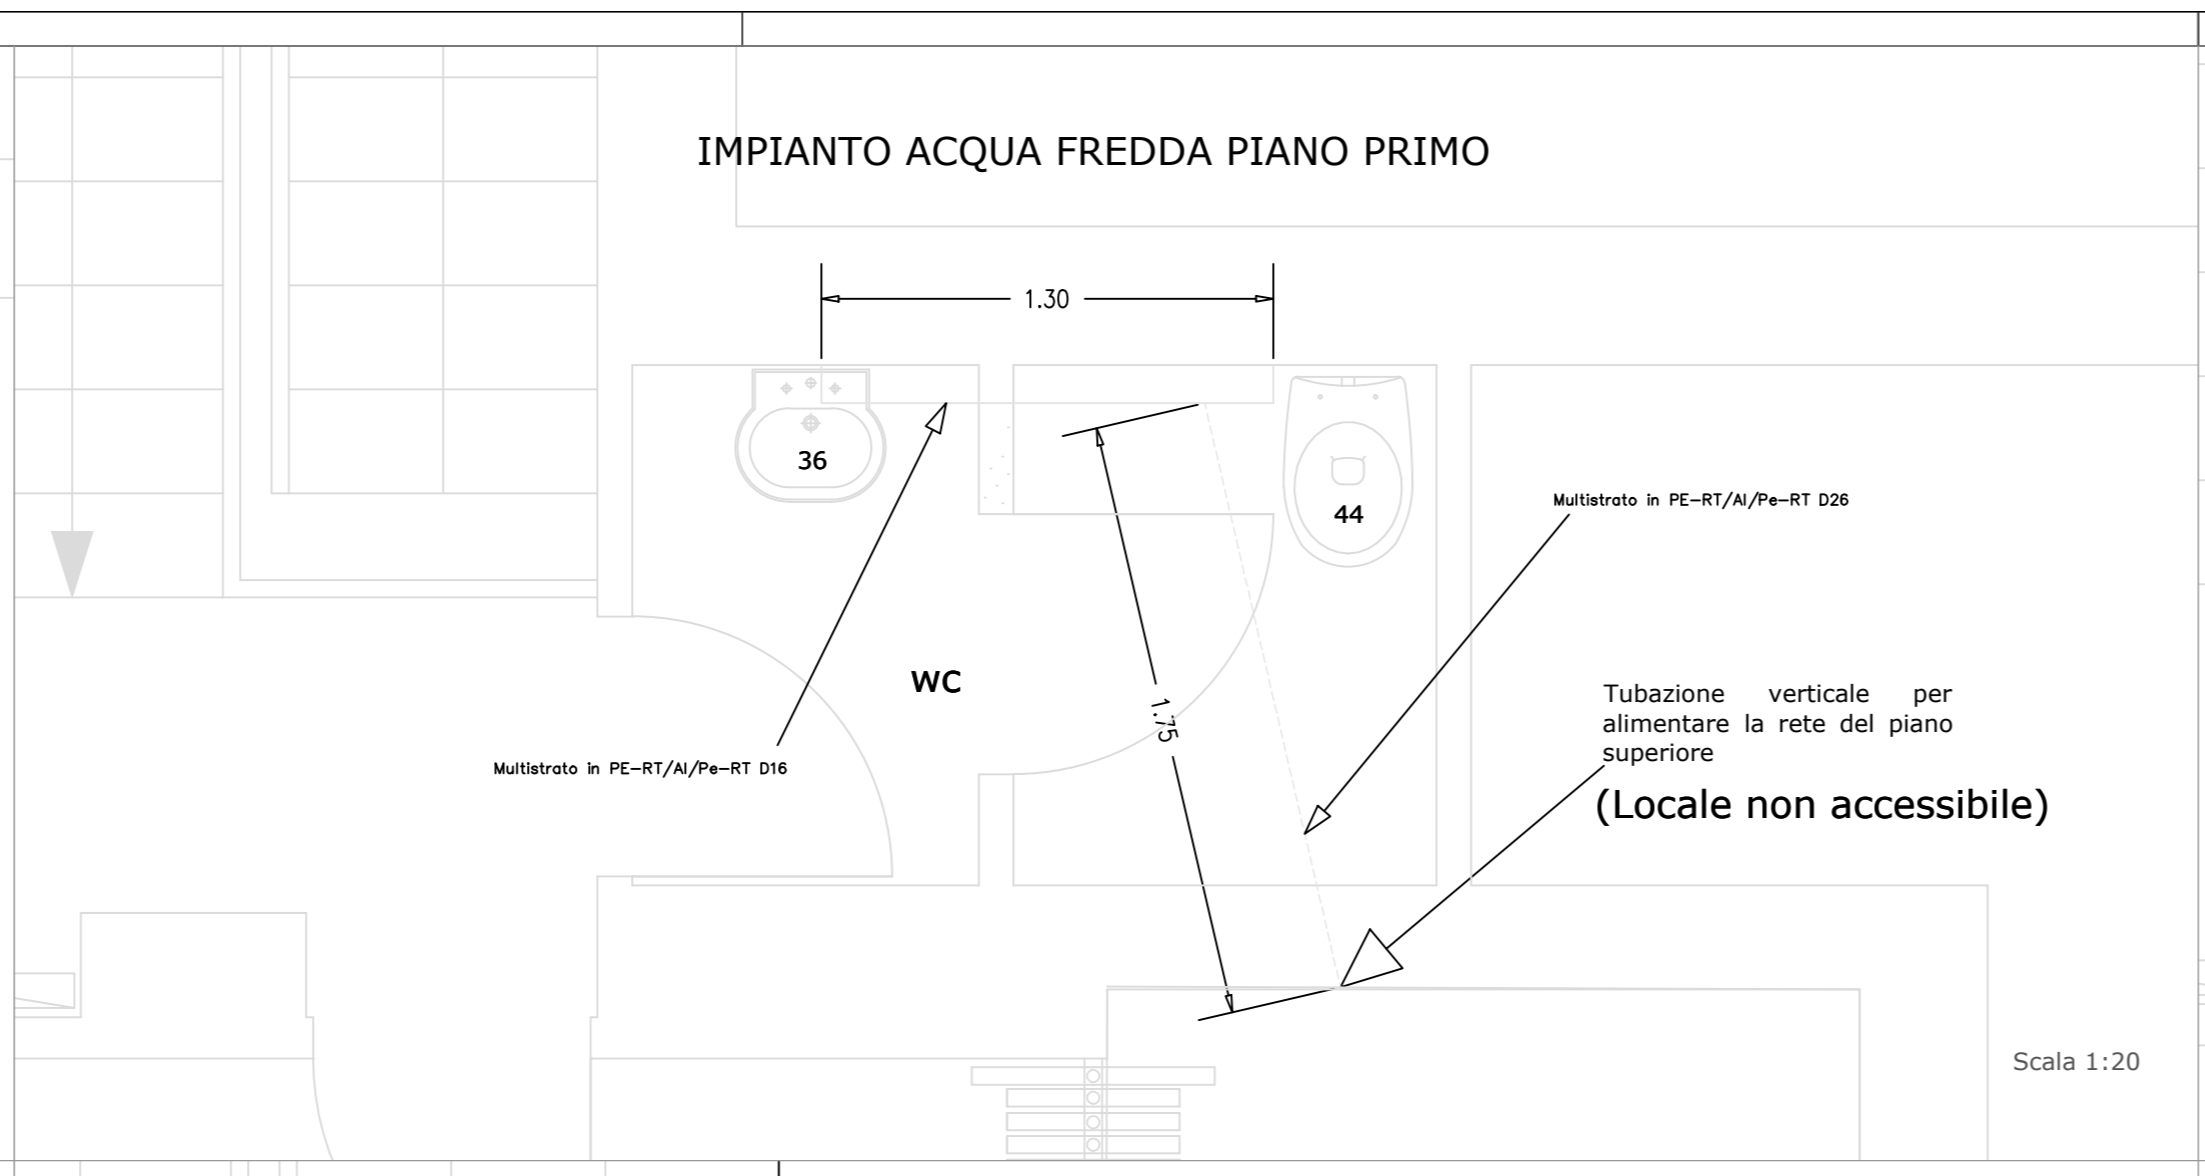 IMPIANTO ACQUA FREDDA PIANO PRIMO
1.30
36
44
Multistrato in PE-RT/Al/Pe-RT D26
WC
1.75
Tubazione verticale per
alimentare la rete del piano
superiore
Multistrato in PE-RT/Al/Pe-RT D16
(Locale non accessibile)
Scala 1:20